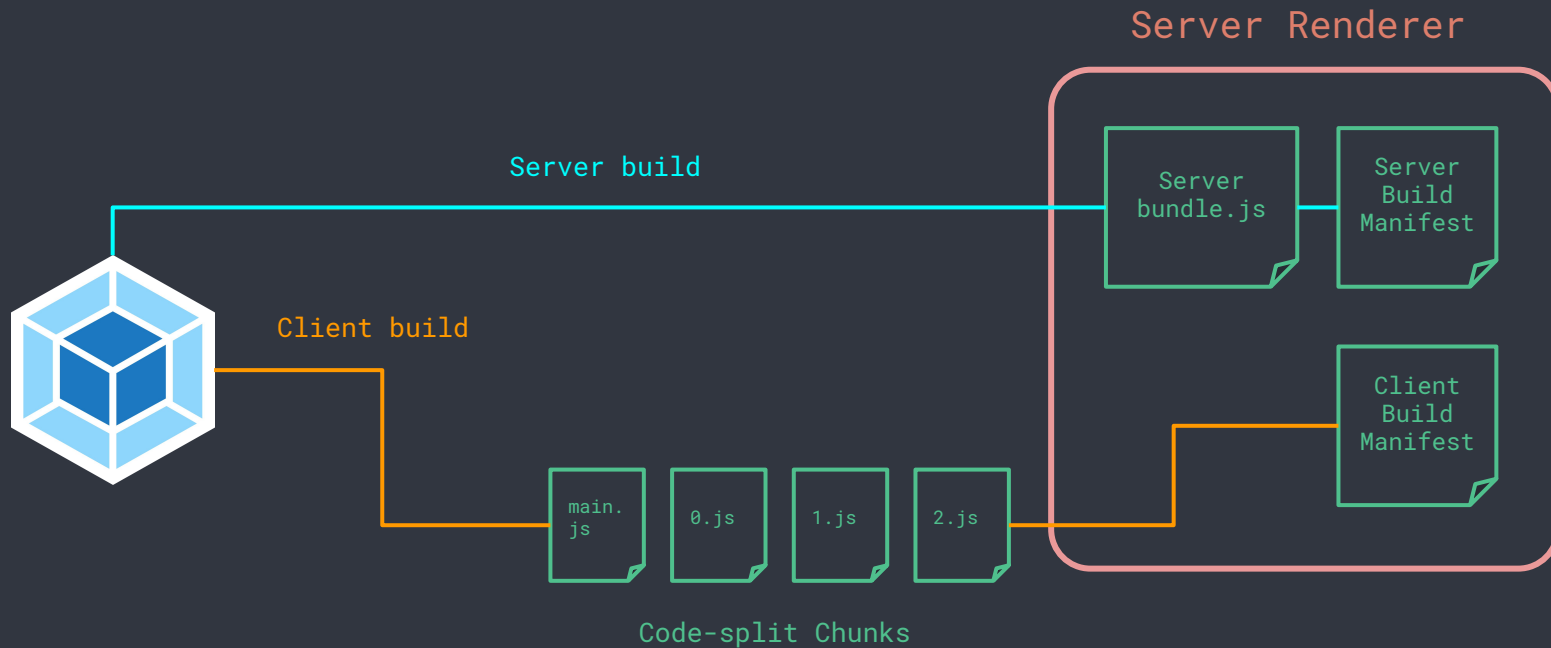 Server Renderer
Server build
Server
bundle.js
Server
Build
Manifest
Client build
Client
Build
Manifest
main.
js
0.js
1.js
2.js
Code-split Chunks